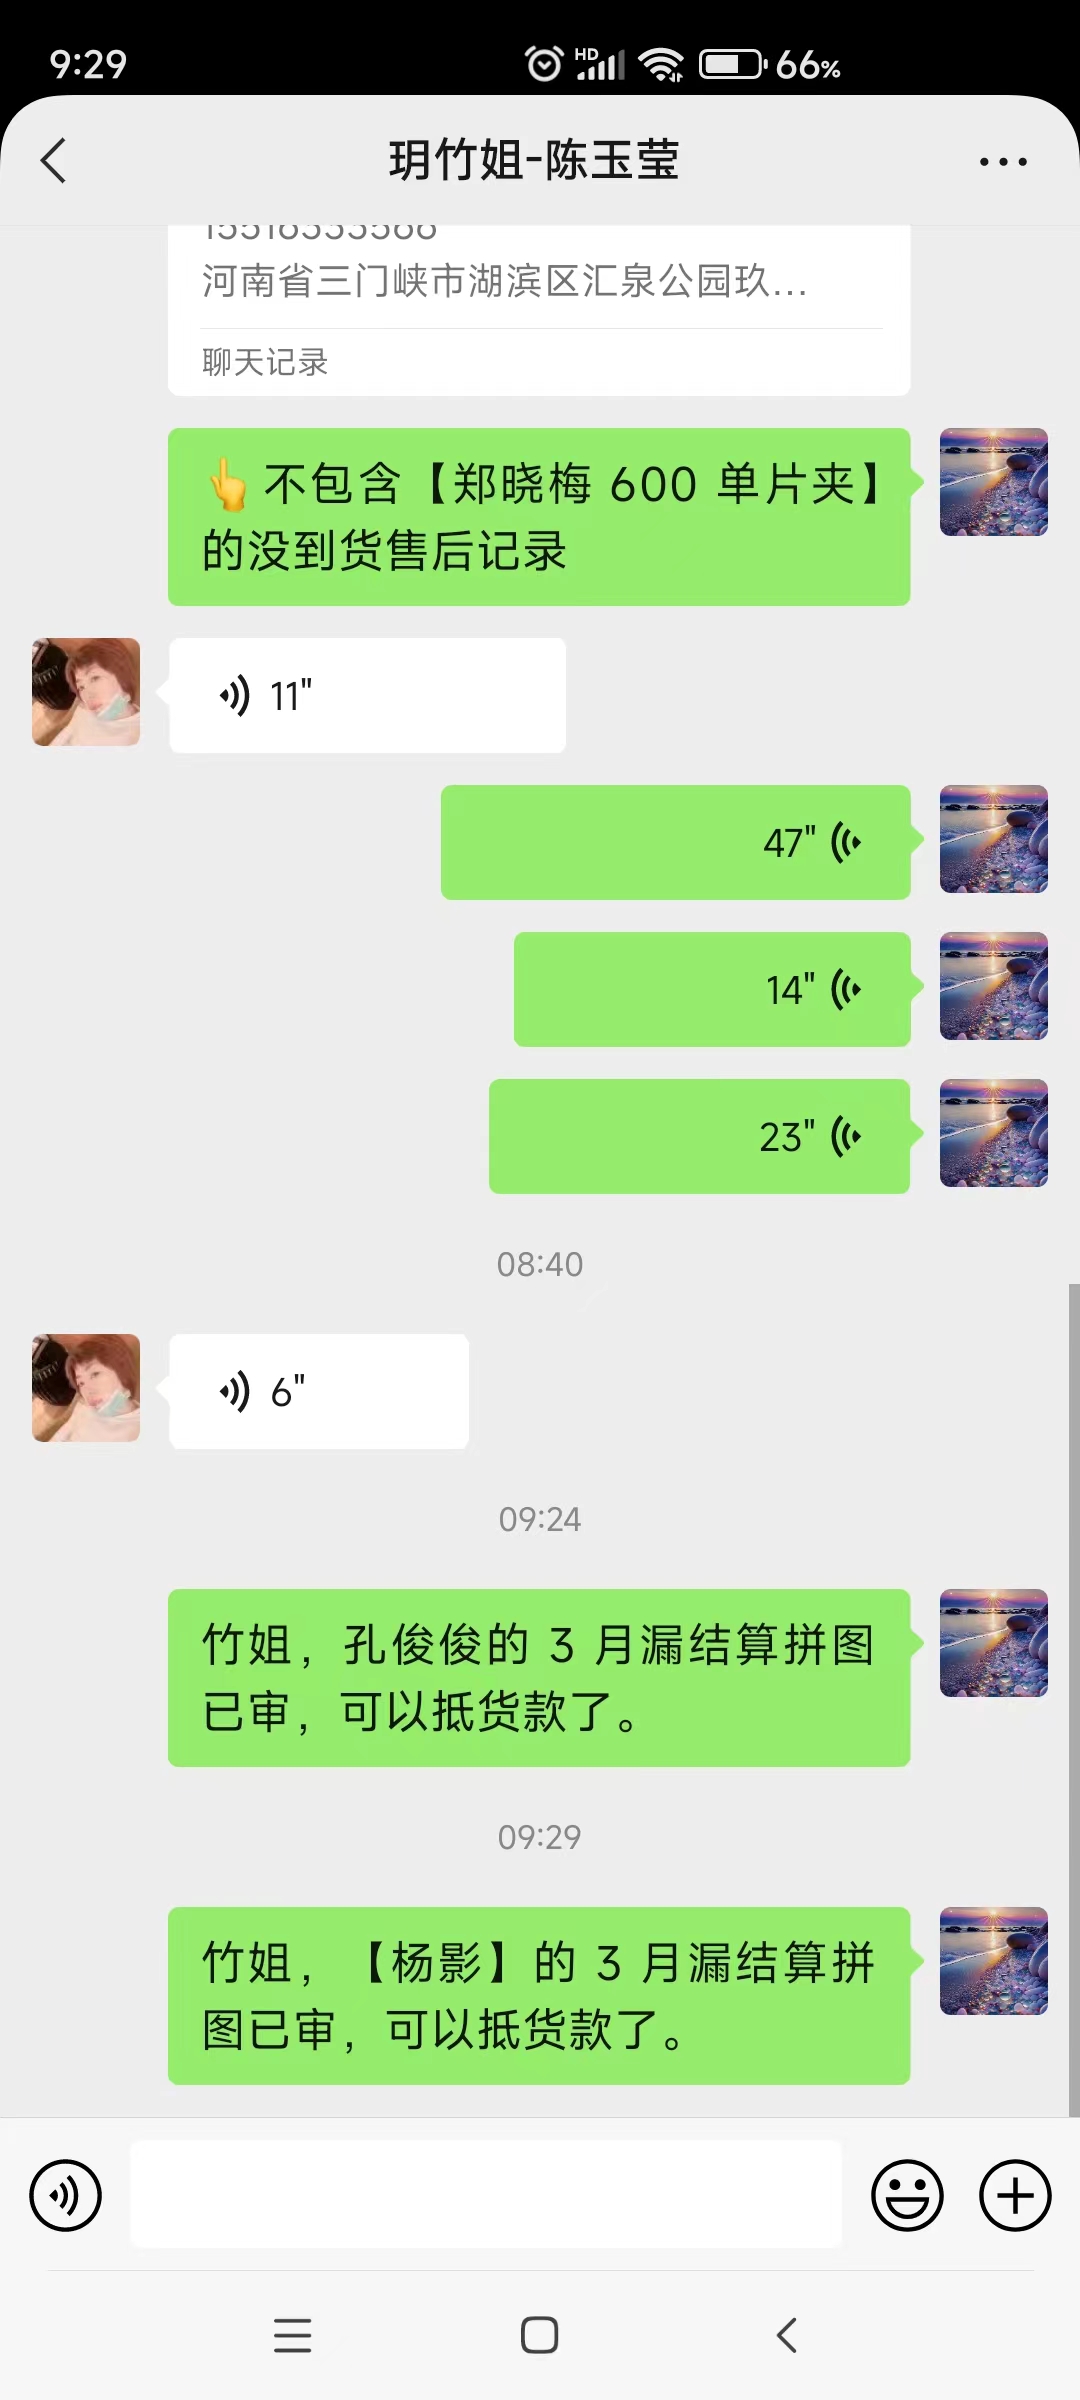 9:29
HD
66%
玥竹姐-陈玉莹
河南省三门峡市湖滨区汇泉公园玖...
聊天记录
👆不包含【郑晓梅 600 单片夹】
的没到货售后记录
11"
47"
14"
23"
08:40
6"
09:24
竹姐，孔俊俊的 3 月漏结算拼图
已审，可以抵货款了。
09:29
竹姐，【杨影】的 3 月漏结算拼
图已审，可以抵货款了。